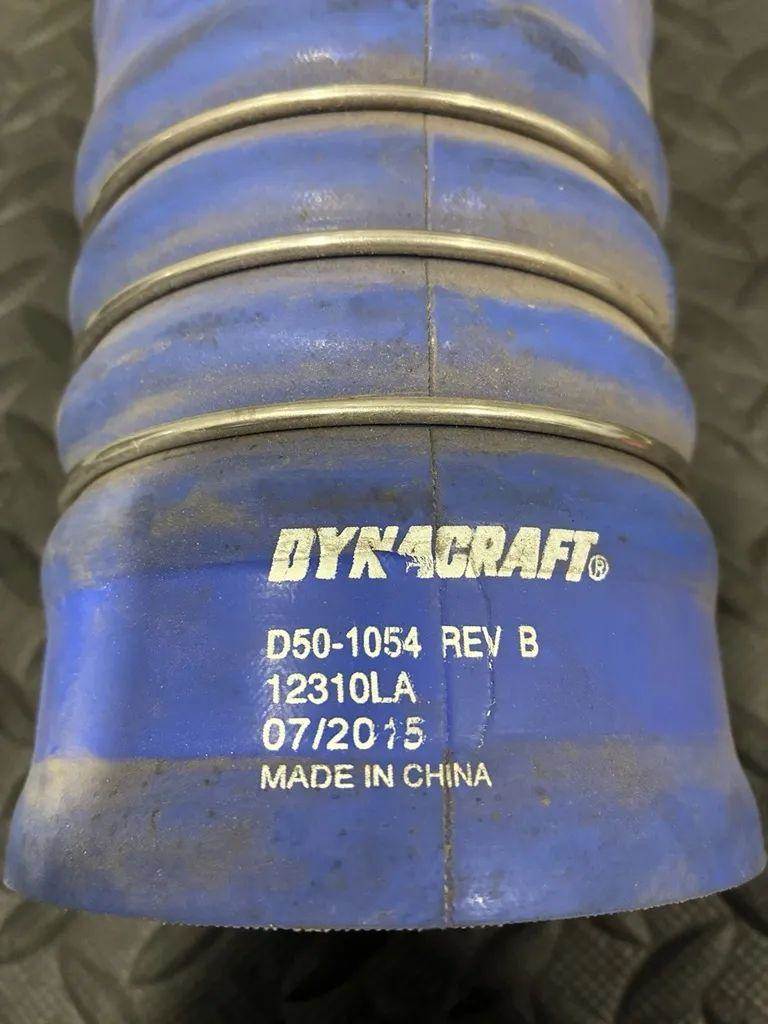 DYNACRAFT®
D50-1054 REV B
12310LA
07/2015
MADE IN CHINA